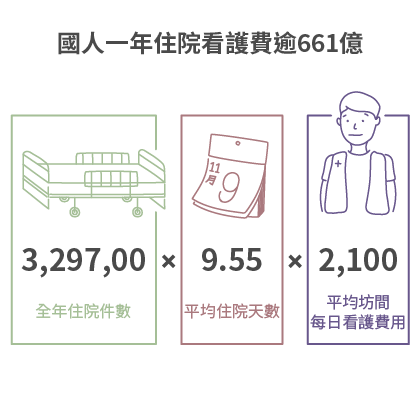 國人一年住院看護費逾661億
11
月
9
3,297,00 × 9.55 × 2,100
全年住院件數
平均住院天數
平均坊間
每日看護費用